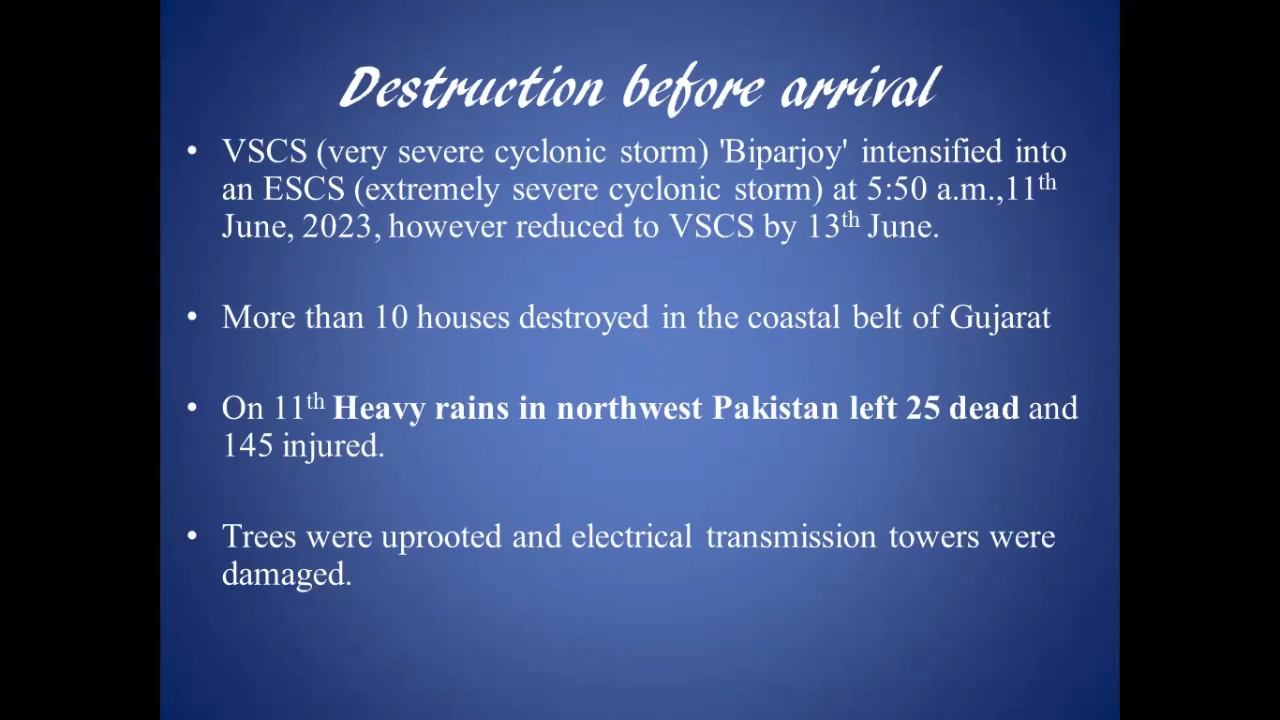 Destruction before arrival
• VSCS (very severe cyclonic storm) 'Biparjoy' intensified into
an ESCS (extremely severe cyclonic storm) at 5:50 a.m.,11th
June, 2023, however reduced to VSCS by 13th June.
• More than 10 houses destroyed in the coastal belt of Gujarat
• On 11th Heavy rains in northwest Pakistan left 25 dead and
145 injured.
• Trees were uprooted and electrical transmission towers were
damaged.